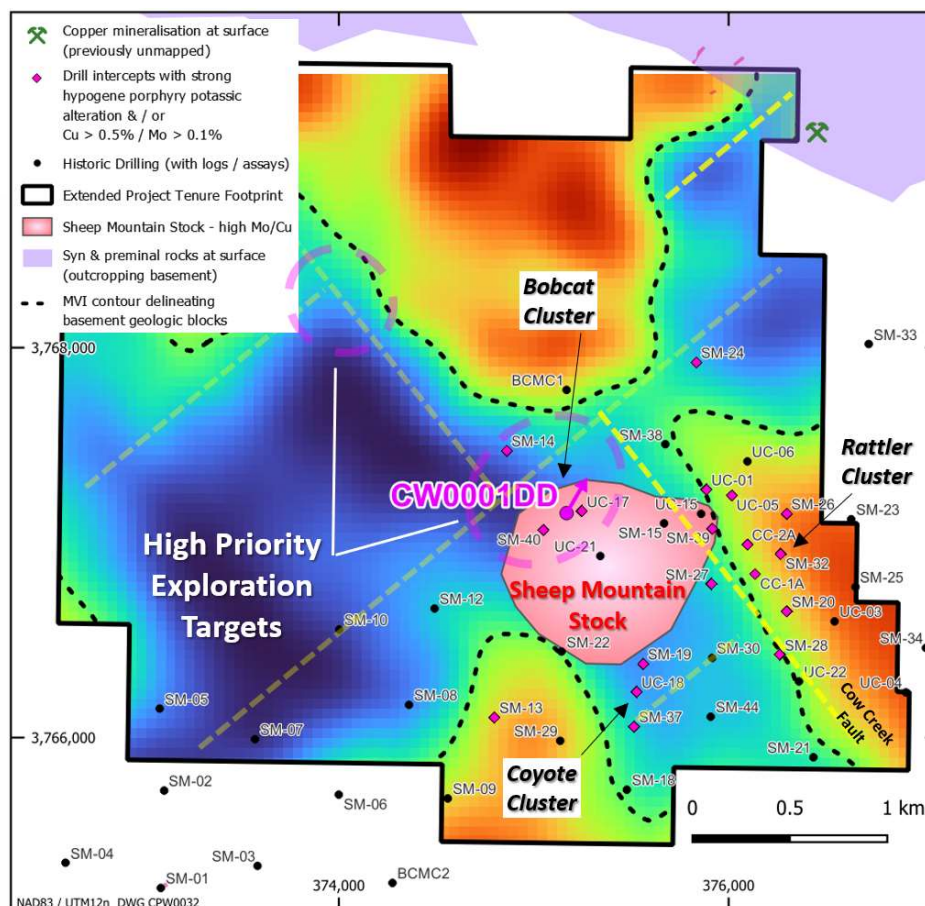 Copper mineralisation at surface
(previously unmapped)
Drill intercepts with strong
hypogene porphyry potassic
alteration & / or
Cu > 0.5% / Mo > 0.1%
Historic Drilling (with logs / assays)
Extended Project Tenure Footprint
Sheep Mountain Stock - high Mo/Cu
Syn & preminal rocks at surface
(outcropping basement)
MVI contour delineating
basement geologic blocks
Bobcat
Cluster
3,768,000
SM-33
SM-24
BCMC1
SM-14
SM-38
UC-06
Rattler
Cluster
CW0001DD
UC-17
UC-15
UC-01
UC-05
SM-26
SM-23
SM-40
SM-15
SM-39
CC-2A
UC-21
SM-32
High Priority
Exploration
Targets
Sheep Mountain
Stock
SM-27
CC-1A
SM-25
SM-12
SM-20
UC-03
SM-10
SM-22
SM-30
SM-28
SM-34
SM-19
UC-22
UC-18
UC-04
SM-05
SM-08
SM-13
SM-37
SM-44
Cow Creek
Fault
3,766,000
SM-07
SM-29
SM-21
Coyote
Cluster
SM-02
SM-06
SM-09
SM-18
0 0.5 1 km
SM-04
SM-03
SM-01
BCMC2
NAD83 / UTM12n DWG CPW0032
374,000
376,000